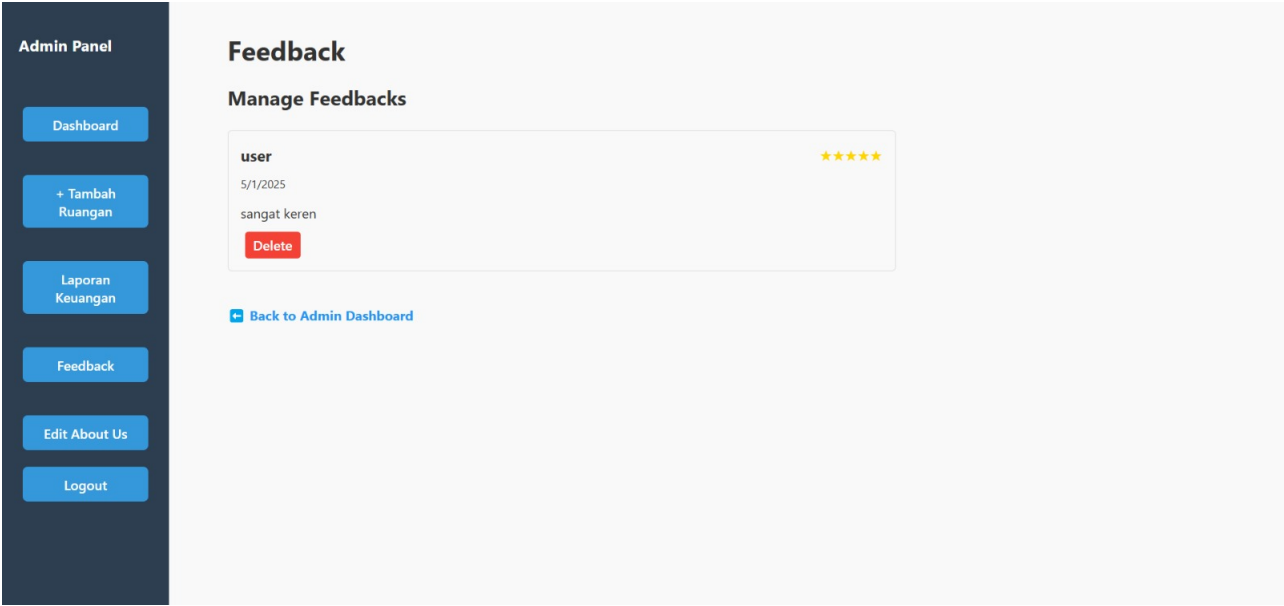 Admin Panel
Dashboard
+ Tambah
Ruangan
Laporan
Keuangan
Feedback
Edit About Us
Logout
Feedback
Manage Feedbacks
user ★★★★★
5/1/2025
sangat keren
Delete
Back to Admin Dashboard